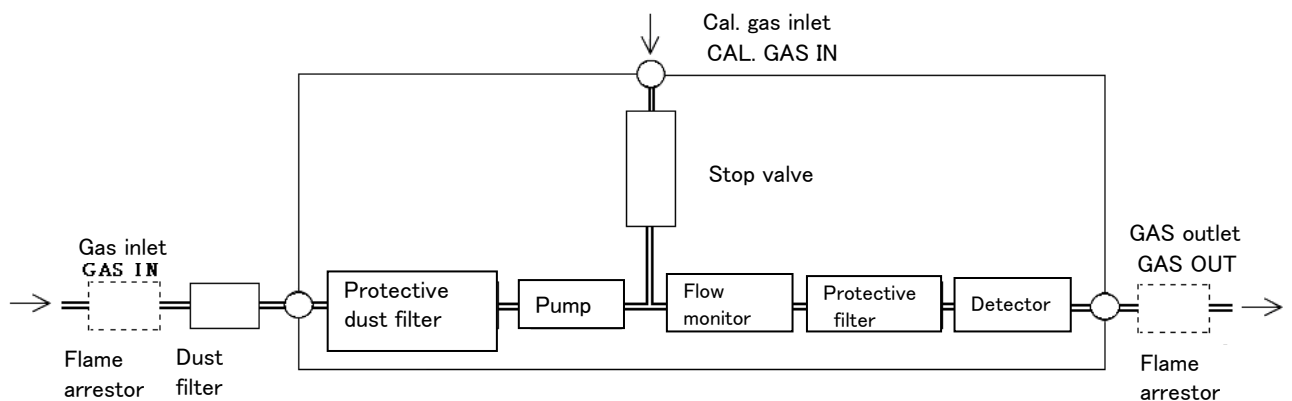 Cal. gas inlet
CAL. GAS IN
Stop valve
Gas inlet
GAS IN
GAS outlet
GAS OUT
Protective
dust filter
Pump
Flow
monitor
Protective
filter
Detector
Flame
arrestor
Dust
filter
Flame
arrestor